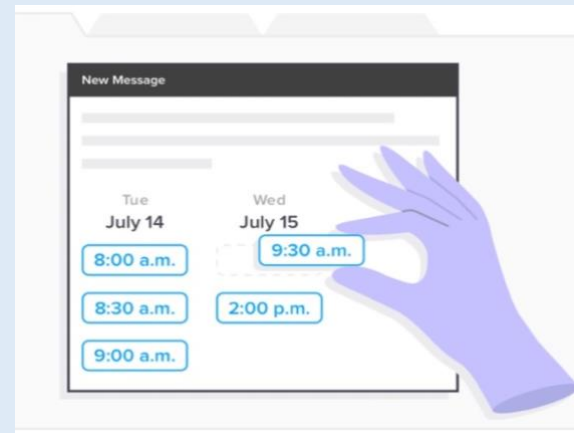 New Message
Tue Wed
July 14 July 15
8:00 a.m. 9:30 a.m.
8:30 a.m. 2:00 p.m.
9:00 a.m.